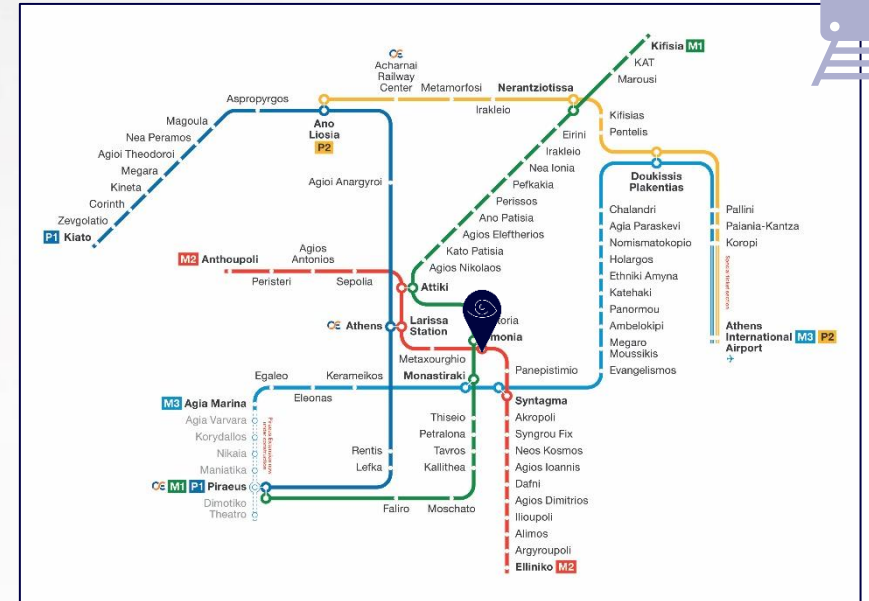 Kifisia M1
KAT
Marousi
Acharnai
Railway
Center
Metamorfosi
Nerantziotissa
Irakleio
Aspropyrgos
Magoula
Nea Peramos
Agioi Theodoroi
Megara
Kineta
Corinth
Zevgolatio
P1 Kiato
Ano
Liosia
P2
Agioi Anargyroi
Kifisias
Pentelis
Eirini
Irakleio
Nea Ionia
Pefkakia
Perissos
Ano Patisia
Agios Eleftherios
Kato Patisia
Agios Nikolaos
Attiki
Doukissis
Plakentias
Chalandri
Agia Paraskevi
Nomismatokopio
Holargos
Ethniki Amyna
Katehaki
Panormou
Ambelokipi
Megaro
Moussikis
Evangelismos
Pallini
Paiania-Kantza
Koropi
Athens
International M3 P2
Airport
M2 Anthoupoli
Peristeri
Agios
Antonios
Sepolia
Athens
Larissa
Station
Metaxourghio
toria
monia
Panepistimio
Monastiraki
Syntagma
Egaleo
Eleonas
Kerameikos
M3 Agia Marina
Agia Varvara
Korydallos
Nikaia
Maniatika
M1 P1 Piraeus
Dimotiko
Theatro
Rentis
Lefka
Thiseio
Petralona
Tavros
Kallithea
Faliro
Moschato
Akropoli
Syngrou Fix
Neos Kosmos
Agios Ioannis
Dafni
Agios Dimitrios
Ilioupoli
Alimos
Argyroupoli
Elliniko M2